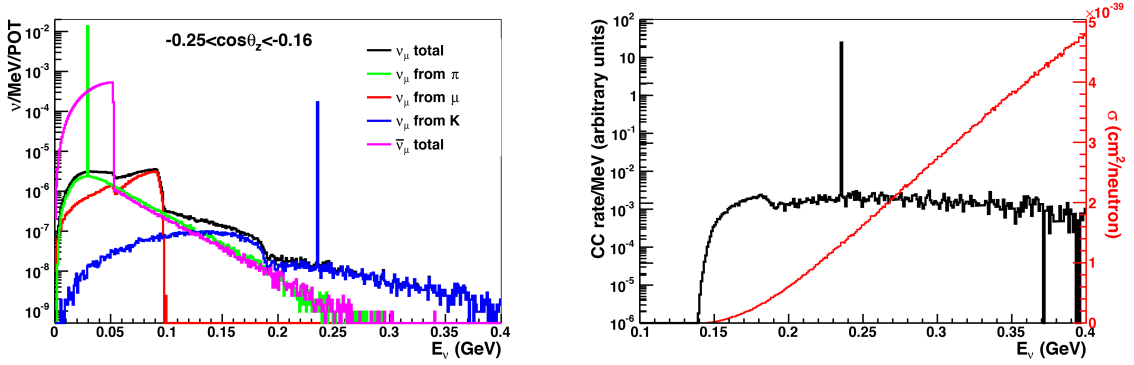 ν/MeV/POT
10⁻²
10⁻³
10⁻⁴
10⁻⁵
10⁻⁶
10⁻⁷
10⁻⁸
10⁻⁹
-0.25<cosθz<-0.16
νμ total
νμ from π
νμ from μ
νμ from K
ν̅μ total
0 0.05 0.1 0.15 0.2 0.25 0.3 0.35 0.4
Eν (GeV)
CC rate/MeV (arbitrary units)
10²
10
1
10⁻¹
10⁻²
10⁻³
10⁻⁴
10⁻⁵
10⁻⁶
0.1 0.15 0.2 0.25 0.3 0.35 0.4
Eν (GeV)
×10⁻³⁹
5
4
3
2
1
0
σ (cm²/neutron)